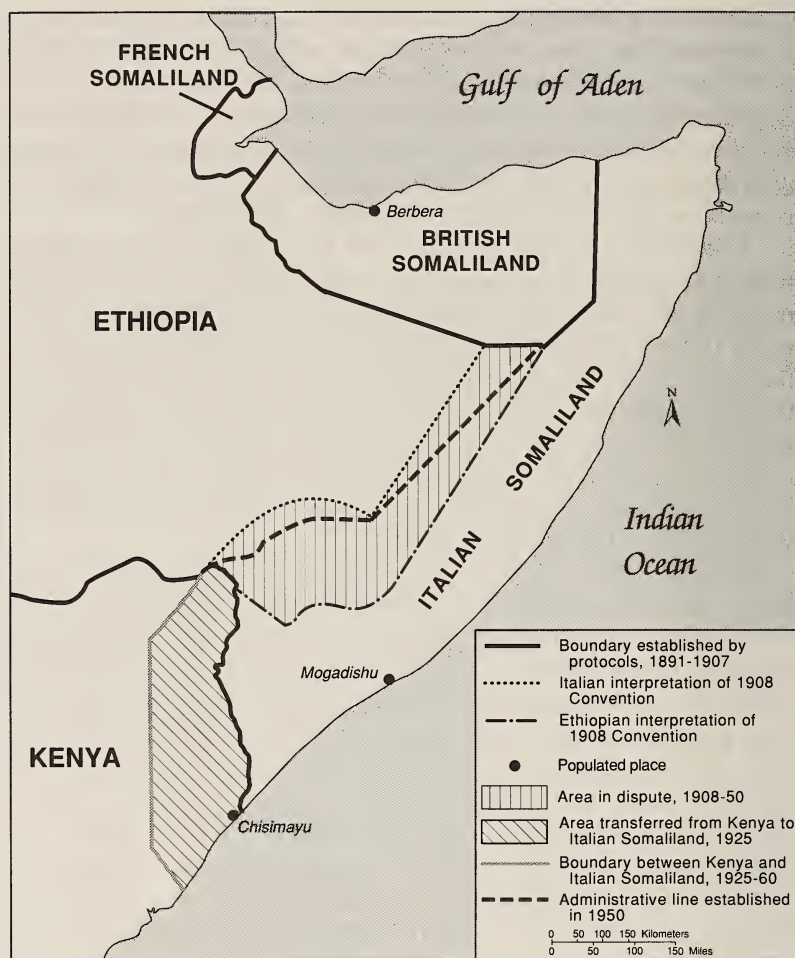 FRENCH
SOMALILAND
Gulf of Aden
Berbera
BRITISH
SOMALILAND
ETHIOPIA
N
SOMALILAND
ITALIAN
Indian
Ocean
Mogadishu
KENYA
Chisimayu
Boundary established by
protocols, 1891-1907
Italian interpretation of 1908
Convention
Ethiopian interpretation of
1908 Convention
Populated place
Area in dispute, 1908-50
Area transferred from Kenya to
Italian Somaliland, 1925
Boundary between Kenya and
Italian Somaliland, 1925-60
Administrative line established
in 1950
0 50 100 150 Kilometers
0 50 100 150 Miles